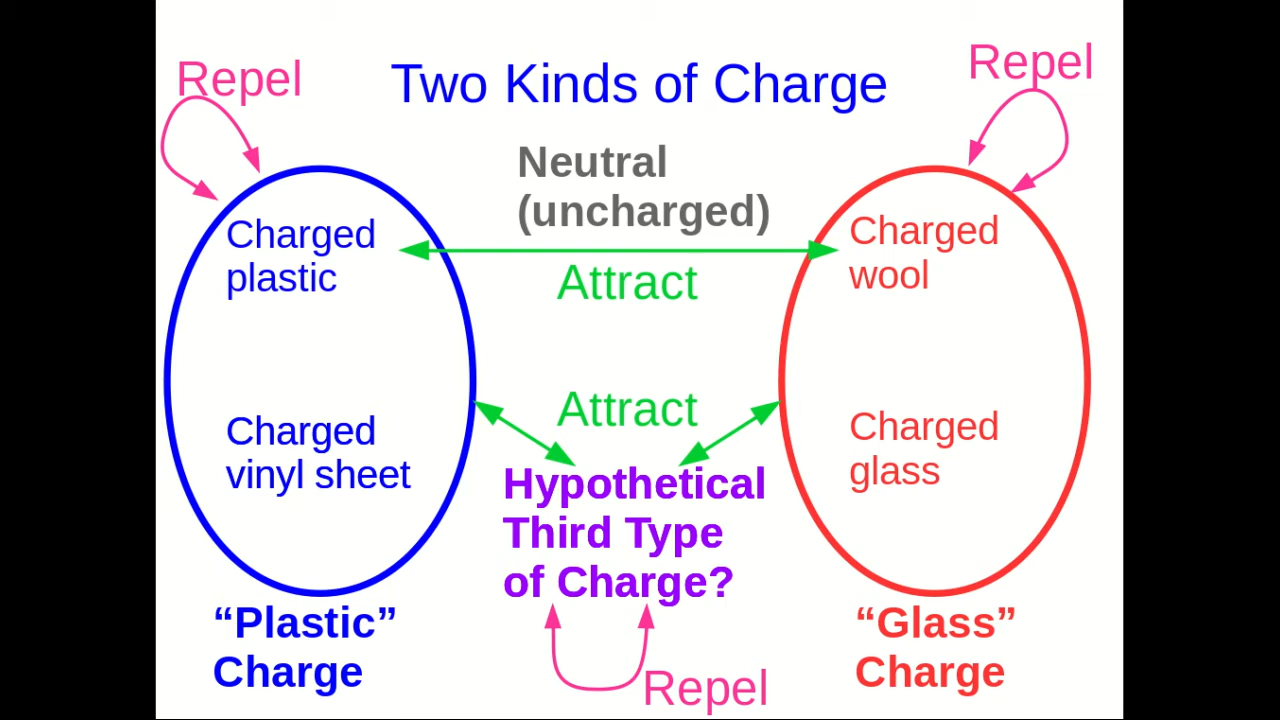 Repel
Two Kinds of Charge
Repel
Neutral
(uncharged)
Charged
plastic
Attract
Charged
wool
Attract
Charged
vinyl sheet
Charged
glass
Hypothetical
Third Type
of Charge?
“Plastic”
Charge
“Glass”
Charge
Repel